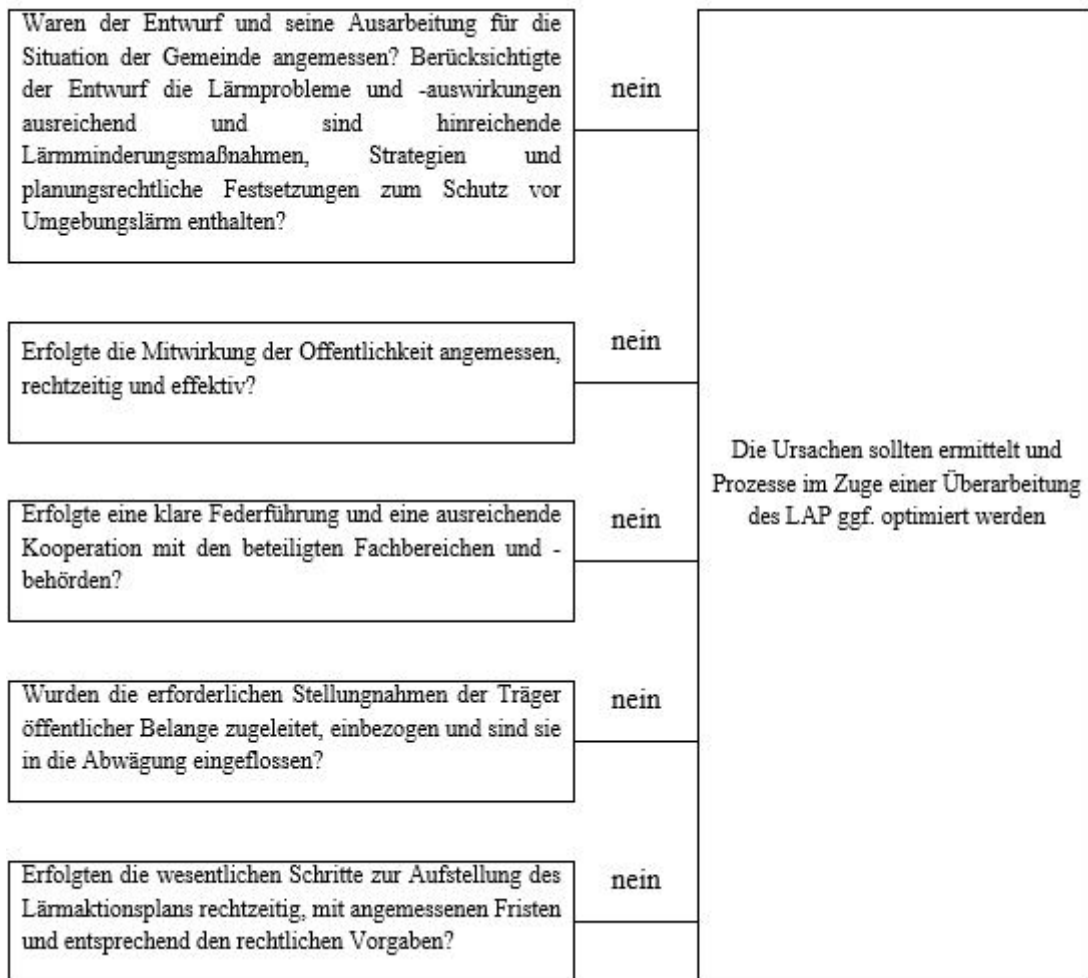 Waren der Entwurf und seine Ausarbeitung für die
Situation der Gemeinde angemessen? Berücksichtigte
der Entwurf die Lärmprobleme und -auswirkungen
ausreichend und sind hinreichende
Lärmminderungsmaßnahmen, Strategien und
planungsrechtliche Festsetzungen zum Schutz vor
Umgebungslärm enthalten?
nein
Erfolgte die Mitwirkung der Offentlichkeit angemessen,
rechtzeitig und effektiv?
nein
Erfolgte eine klare Federführung und eine ausreichende
Kooperation mit den beteiligten Fachbereichen und -
behörden?
nein
Wurden die erforderlichen Stellungnahmen der Träger
öffentlicher Belange zugeleitet, einbezogen und sind sie
in die Abwägung eingeflossen?
nein
Erfolgten die wesentlichen Schritte zur Aufstellung des
Lärmaktionsplans rechtzeitig, mit angemessenen Fristen
und entsprechend den rechtlichen Vorgaben?
nein
Die Ursachen sollten ermittelt und
Prozesse im Zuge einer Überarbeitung
des LAP ggf. optimiert werden